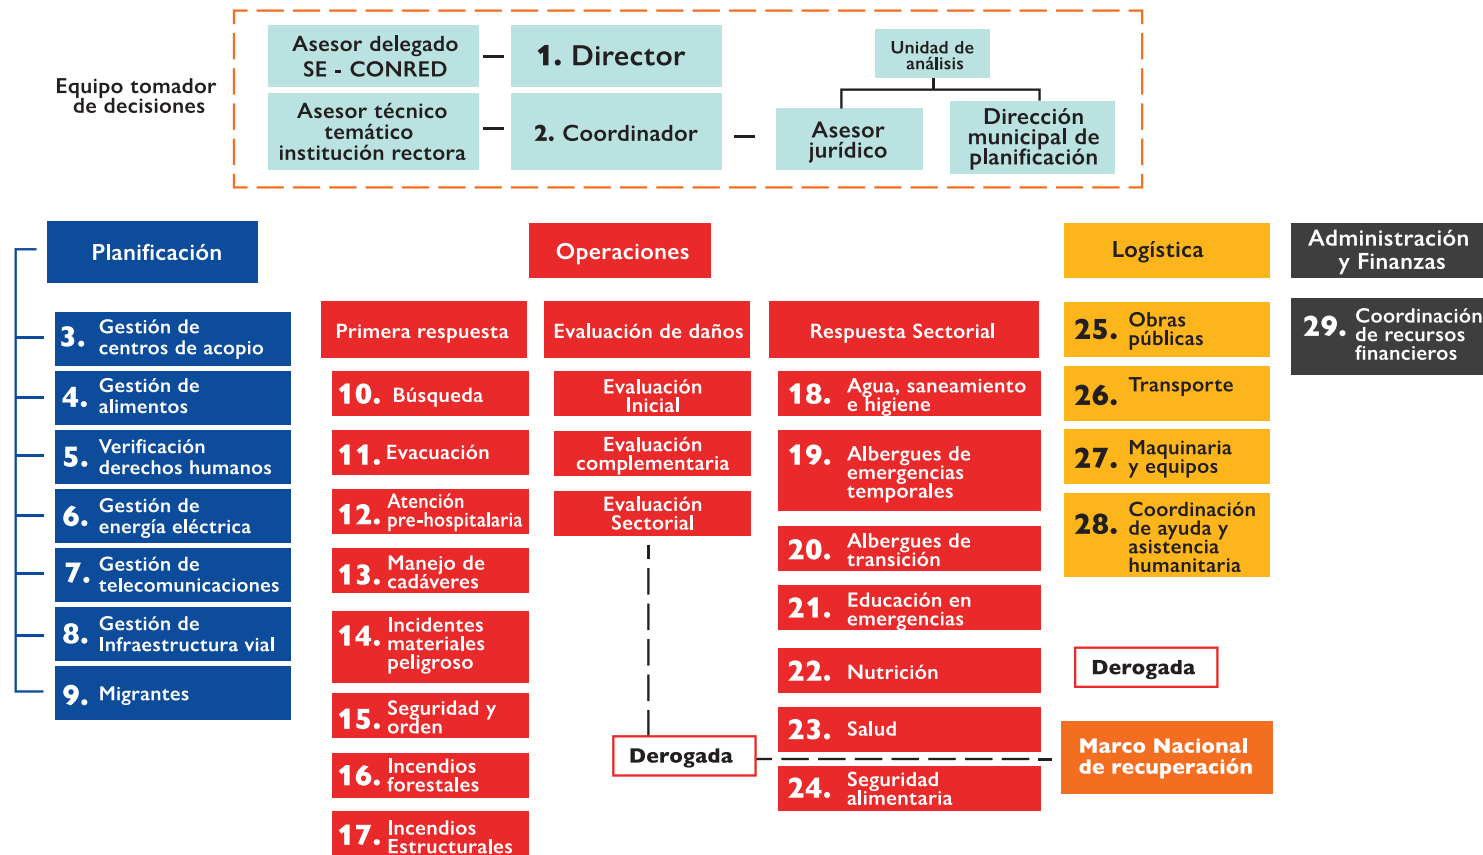 Equipo tomador
de decisiones
Asesor delegado
SE - CONRED
1. Director
Asesor técnico
temático
institución rectora
2. Coordinador
Unidad de
análisis
Asesor
jurídico
Dirección
municipal de
planificación
Planificación
3. Gestión de
centros de acopio
4. Gestión de
alimentos
5. Verificación
derechos humanos
6. Gestión de
energía eléctrica
7. Gestión de
telecomunicaciones
8. Gestión de
Infraestructura vial
9. Migrantes
Operaciones
Primera respuesta
10. Búsqueda
11. Evacuación
12. Atención
pre-hospitalaria
13. Manejo de
cadáveres
14. Incidentes
materiales
peligroso
15. Seguridad y
orden
16. Incendios
forestales
17. Incendios
Estructurales
Evaluación de daños
Evaluación
Inicial
Evaluación
complementaria
Evaluación
Sectorial
Derogada
Respuesta Sectorial
18. Agua, saneamiento
e higiene
19. Albergues de
emergencias
temporales
20. Albergues de
transición
21. Educación en
emergencias
22. Nutrición
23. Salud
24. Seguridad
alimentaria
Logística
25. Obras
públicas
26. Transporte
27. Maquinaria
y equipos
28. Coordinación
de ayuda y
asistencia
humanitaria
Derogada
Marco Nacional
de recuperación
Administración
y Finanzas
29. Coordinación
de recursos
financieros